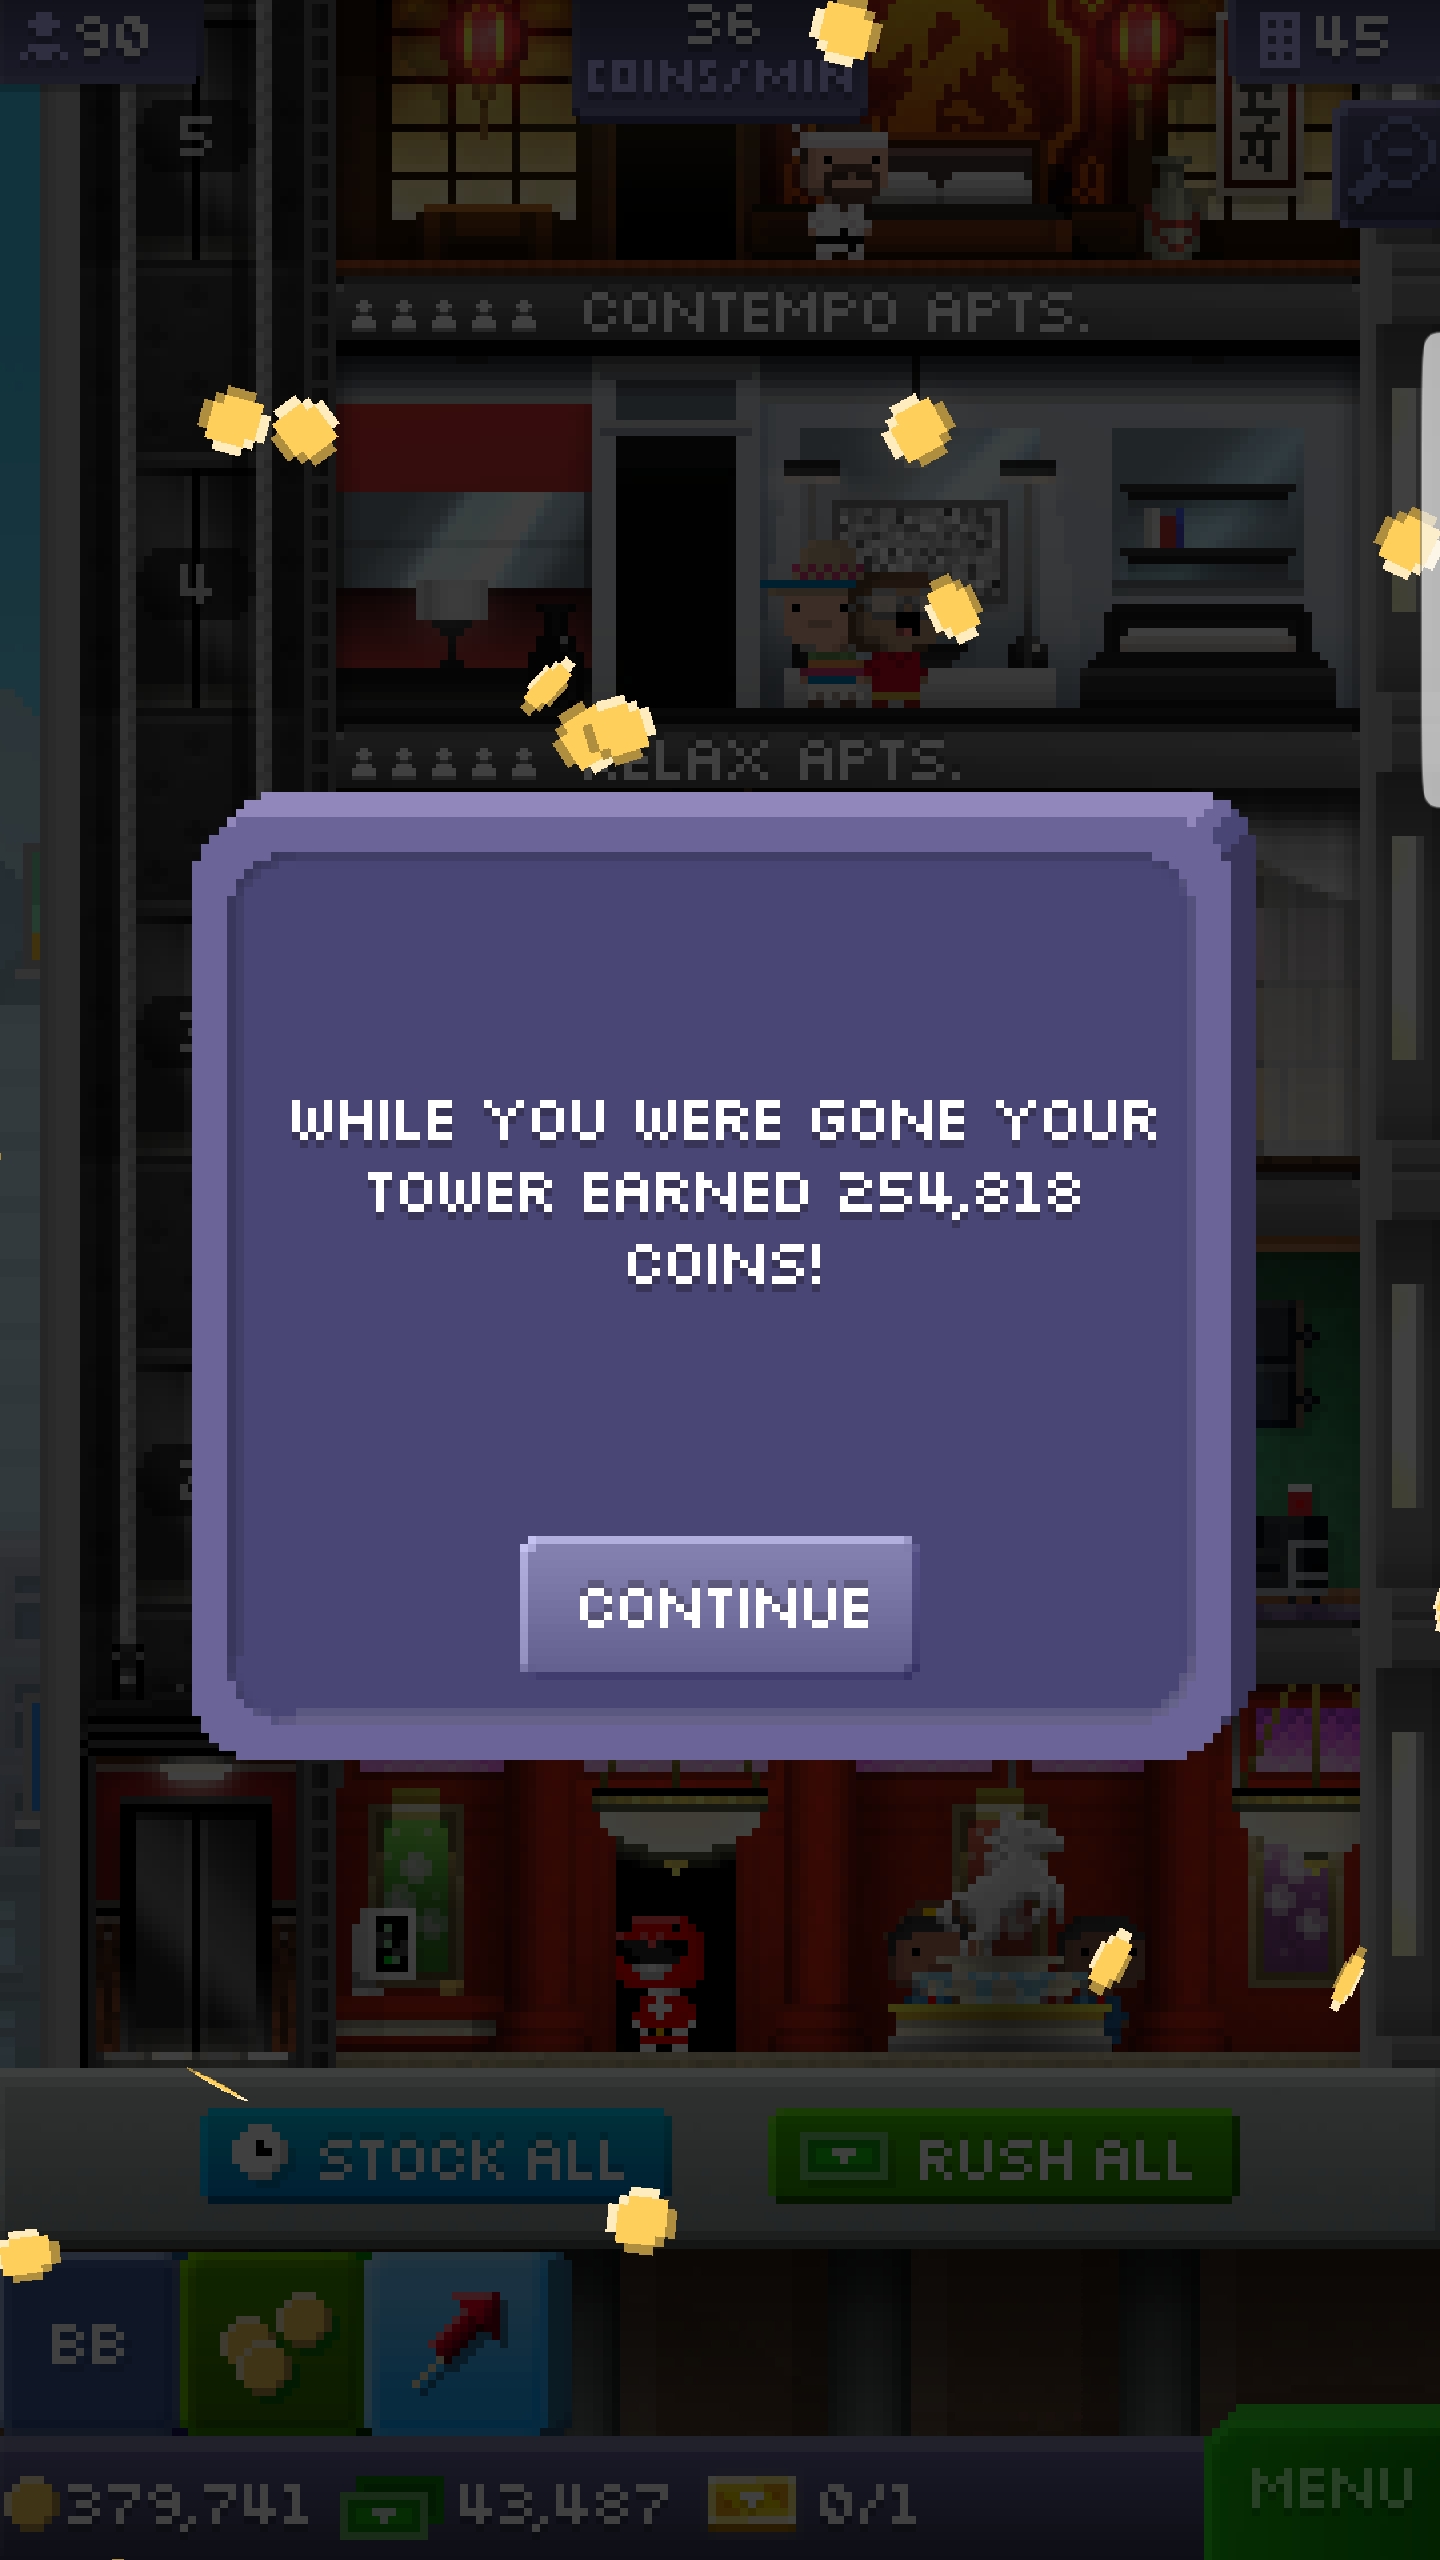 90
36
COINS/MIN
45
5
CONTEMPO APTS.
4
RELAX APTS.
WHILE YOU WERE GONE YOUR
TOWER EARNED 254,818
COINS!
CONTINUE
STOCK ALL
RUSH ALL
BB
379,741
43,487
0/1
MENU